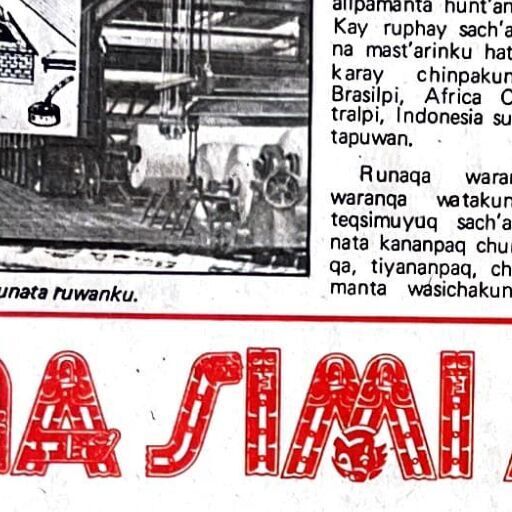 allpamanta hunt'an
Kay ruphay sach'a
na mast'arinku hat
karay chinpakun
Brasilpi, Africa C
tralpi, Indonesia su
tapuwan.
Runaqa waran
waranqa watakun
teqsimuyuq sach'a
nata kananpaq chur
qa, tiyananpaq, ch
manta wasichakun
unata ruwanku.
NA SIMI